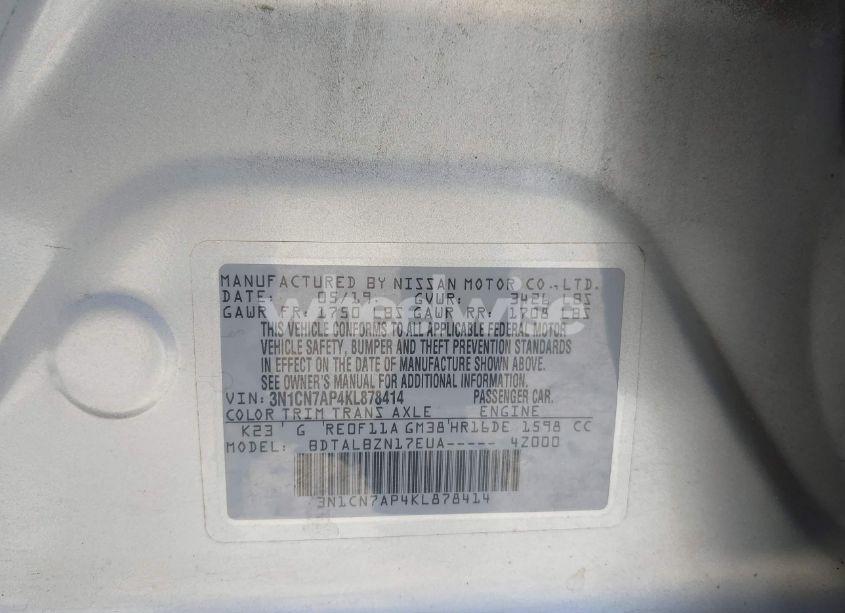 MANUFACTURED BY NISSAN MOTOR CO., LTD.
DATE: 05/19 GVWR: 3426 LBS
GAWR FR: 1750 LBS GAWR RR: 1708 LBS
THIS VEHICLE CONFORMS TO ALL APPLICABLE FEDERAL MOTOR
VEHICLE SAFETY, BUMPER AND THEFT PREVENTION STANDARDS
IN EFFECT ON THE DATE OF MANUFACTURE SHOWN ABOVE.
SEE OWNER'S MANUAL FOR ADDITIONAL INFORMATION.
VIN: 3N1CN7AP4KL878414 PASSENGER CAR.
COLOR TRIM TRANS AXLE ENGINE
K23 ' G 'RE0F11A GM38'HR16DE 1598 CC
MODEL: BDTALBZN17EUA----- 42000
3N1CN7AP4KL878414